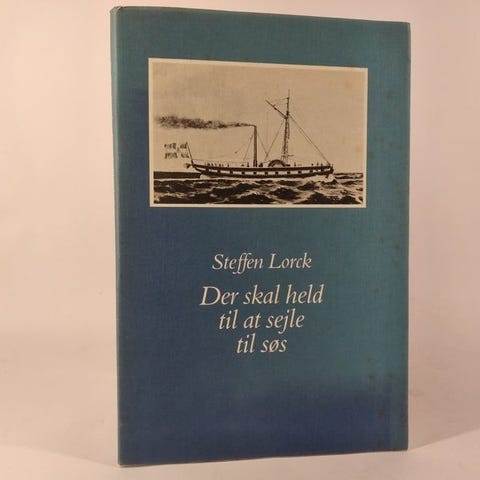 Steffen Lorck
Der skal held
til at sejle
til søs